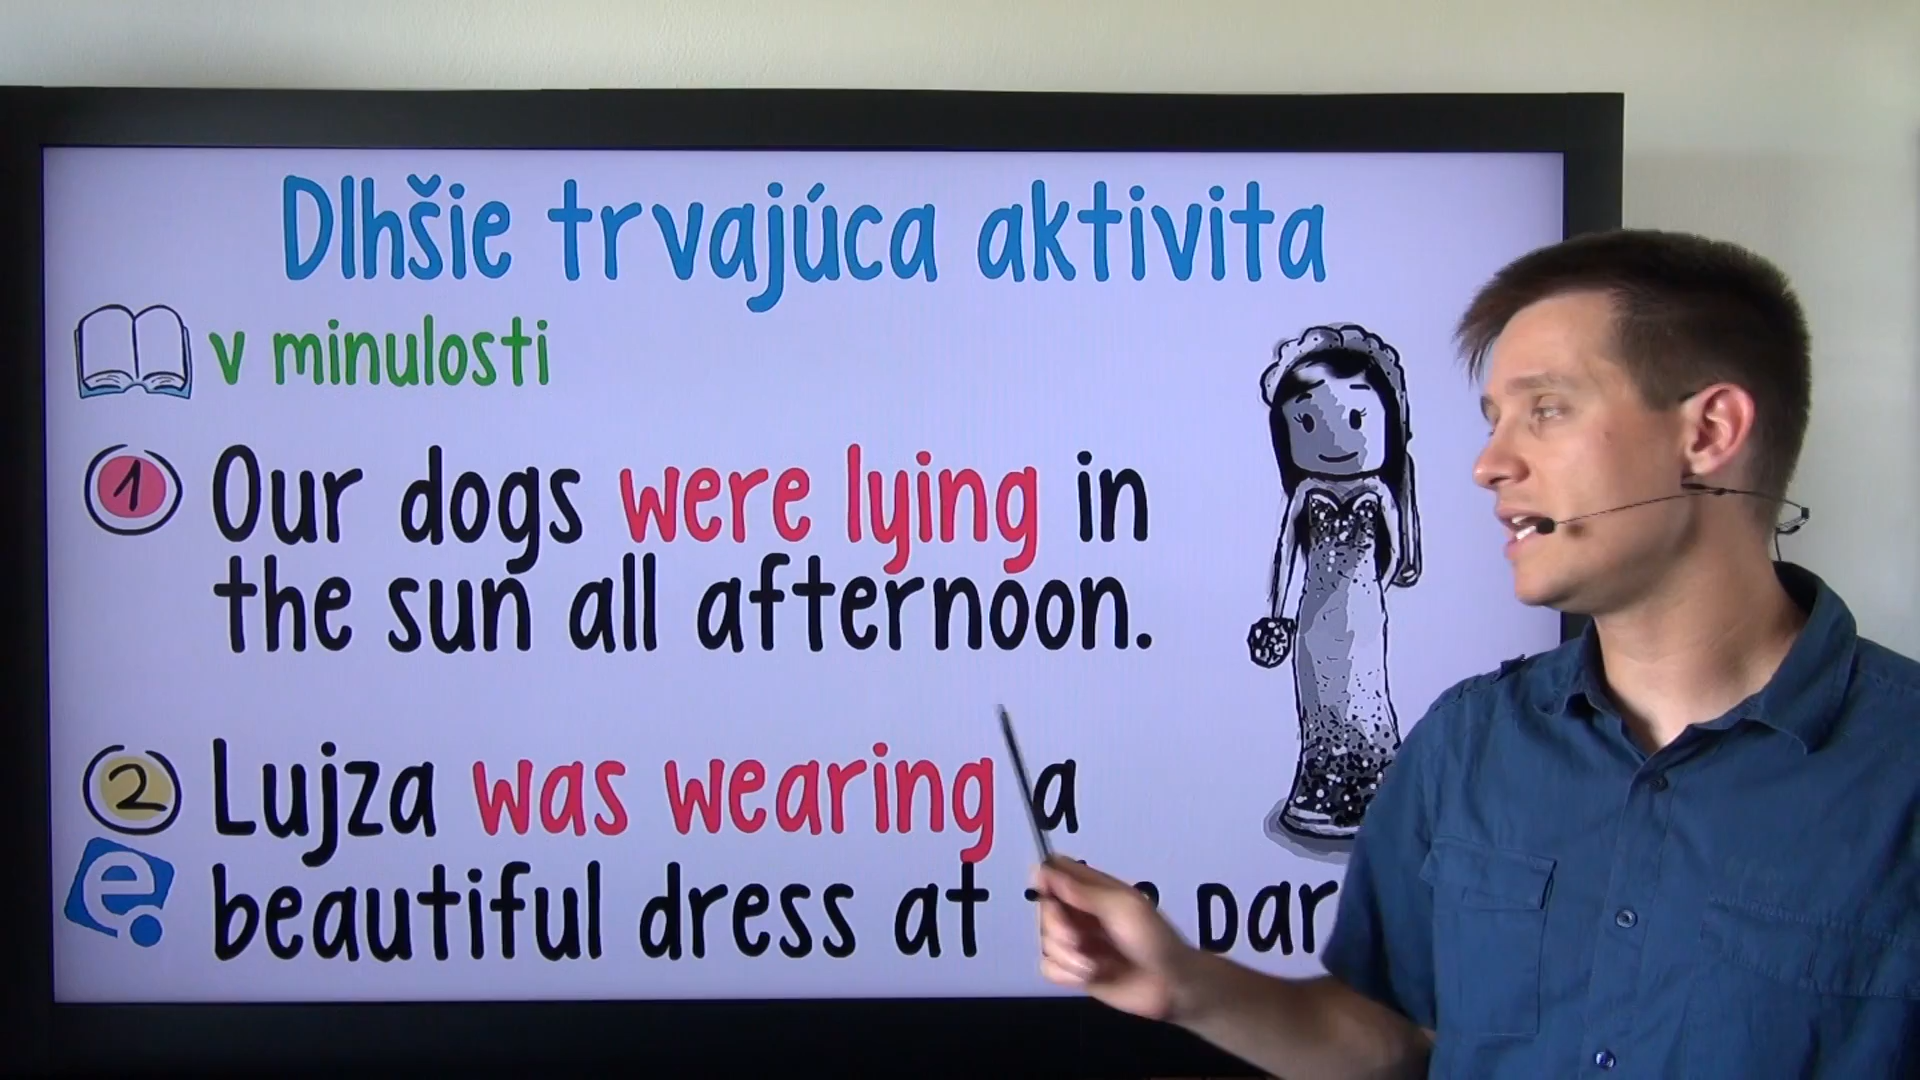 Dlhšie trvajúca aktivita
v minulosti
1 Our dogs were lying in
the sun all afternoon.
2 Lujza was wearing a
e
beautiful dress at